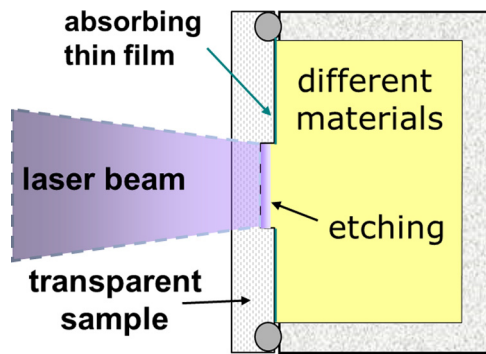 absorbing
thin film
different
materials
laser beam
etching
transparent
sample